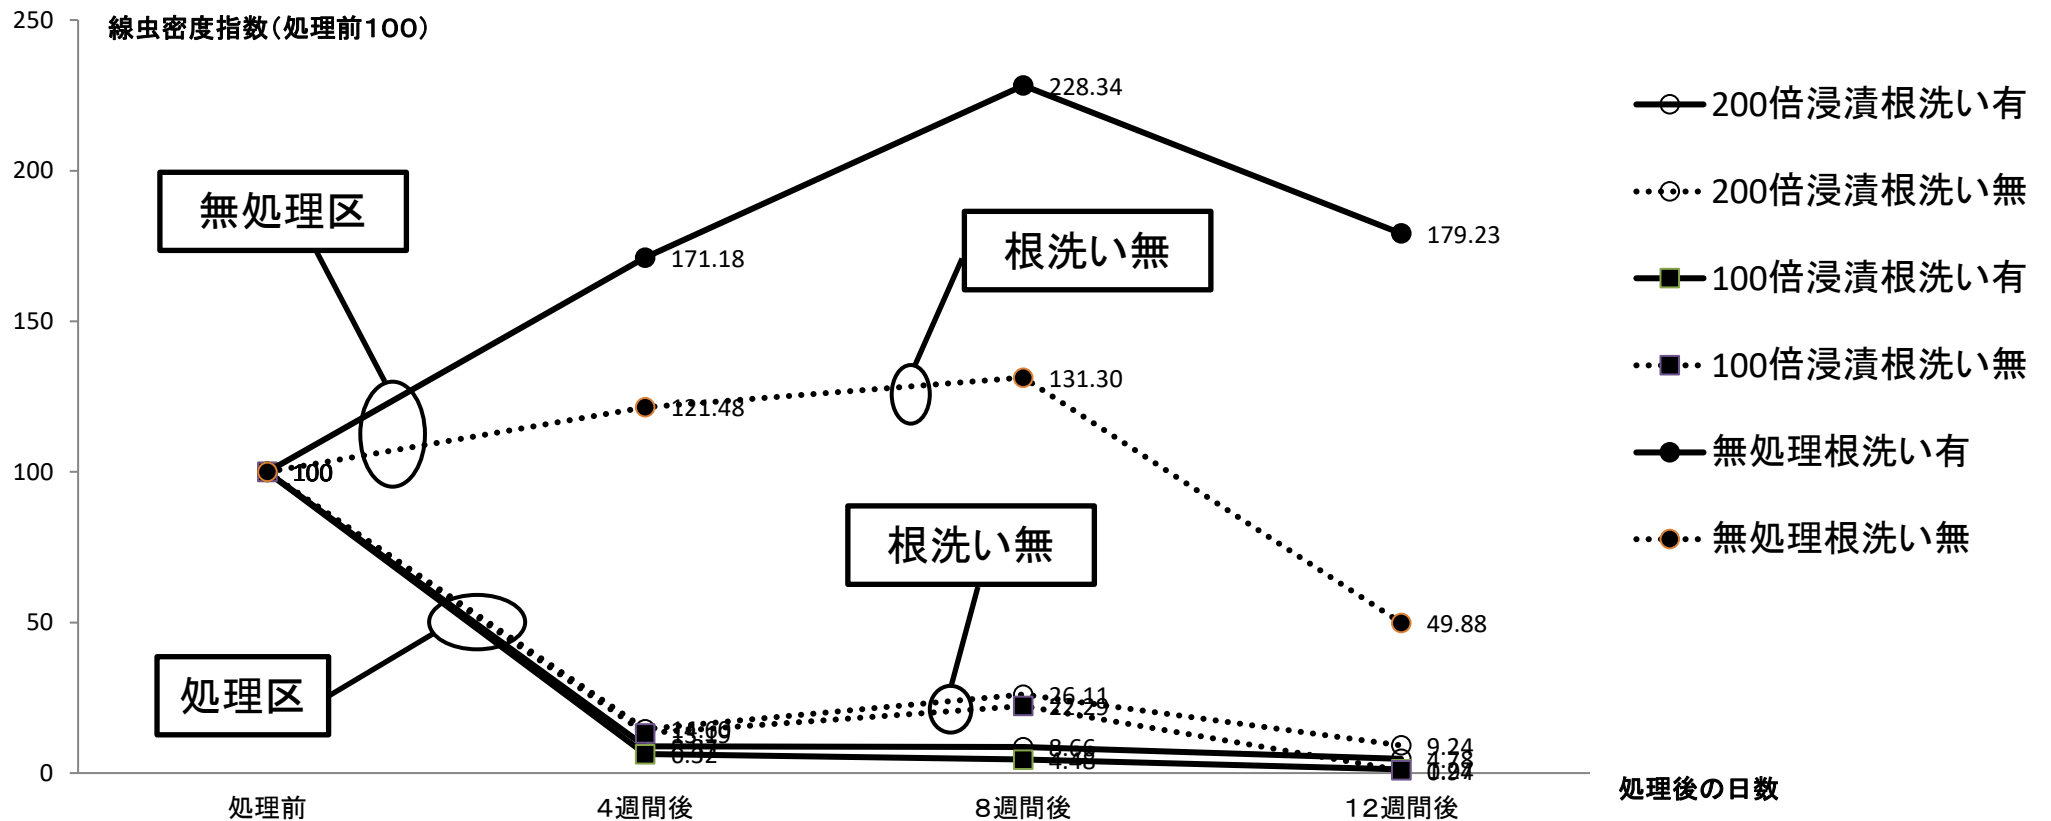 250
線虫密度指数（処理前１００）
200
150
100
50
0
228.34
171.18
179.23
121.48
131.30
100
49.88
26.11
22.29
8.66
4.48
9.24
4.78
無処理区
根洗い無
根洗い無
処理区
処理前
４週間後
８週間後
１２週間後
処理後の日数
200倍浸漬根洗い有
200倍浸漬根洗い無
100倍浸漬根洗い有
100倍浸漬根洗い無
無処理根洗い有
無処理根洗い無